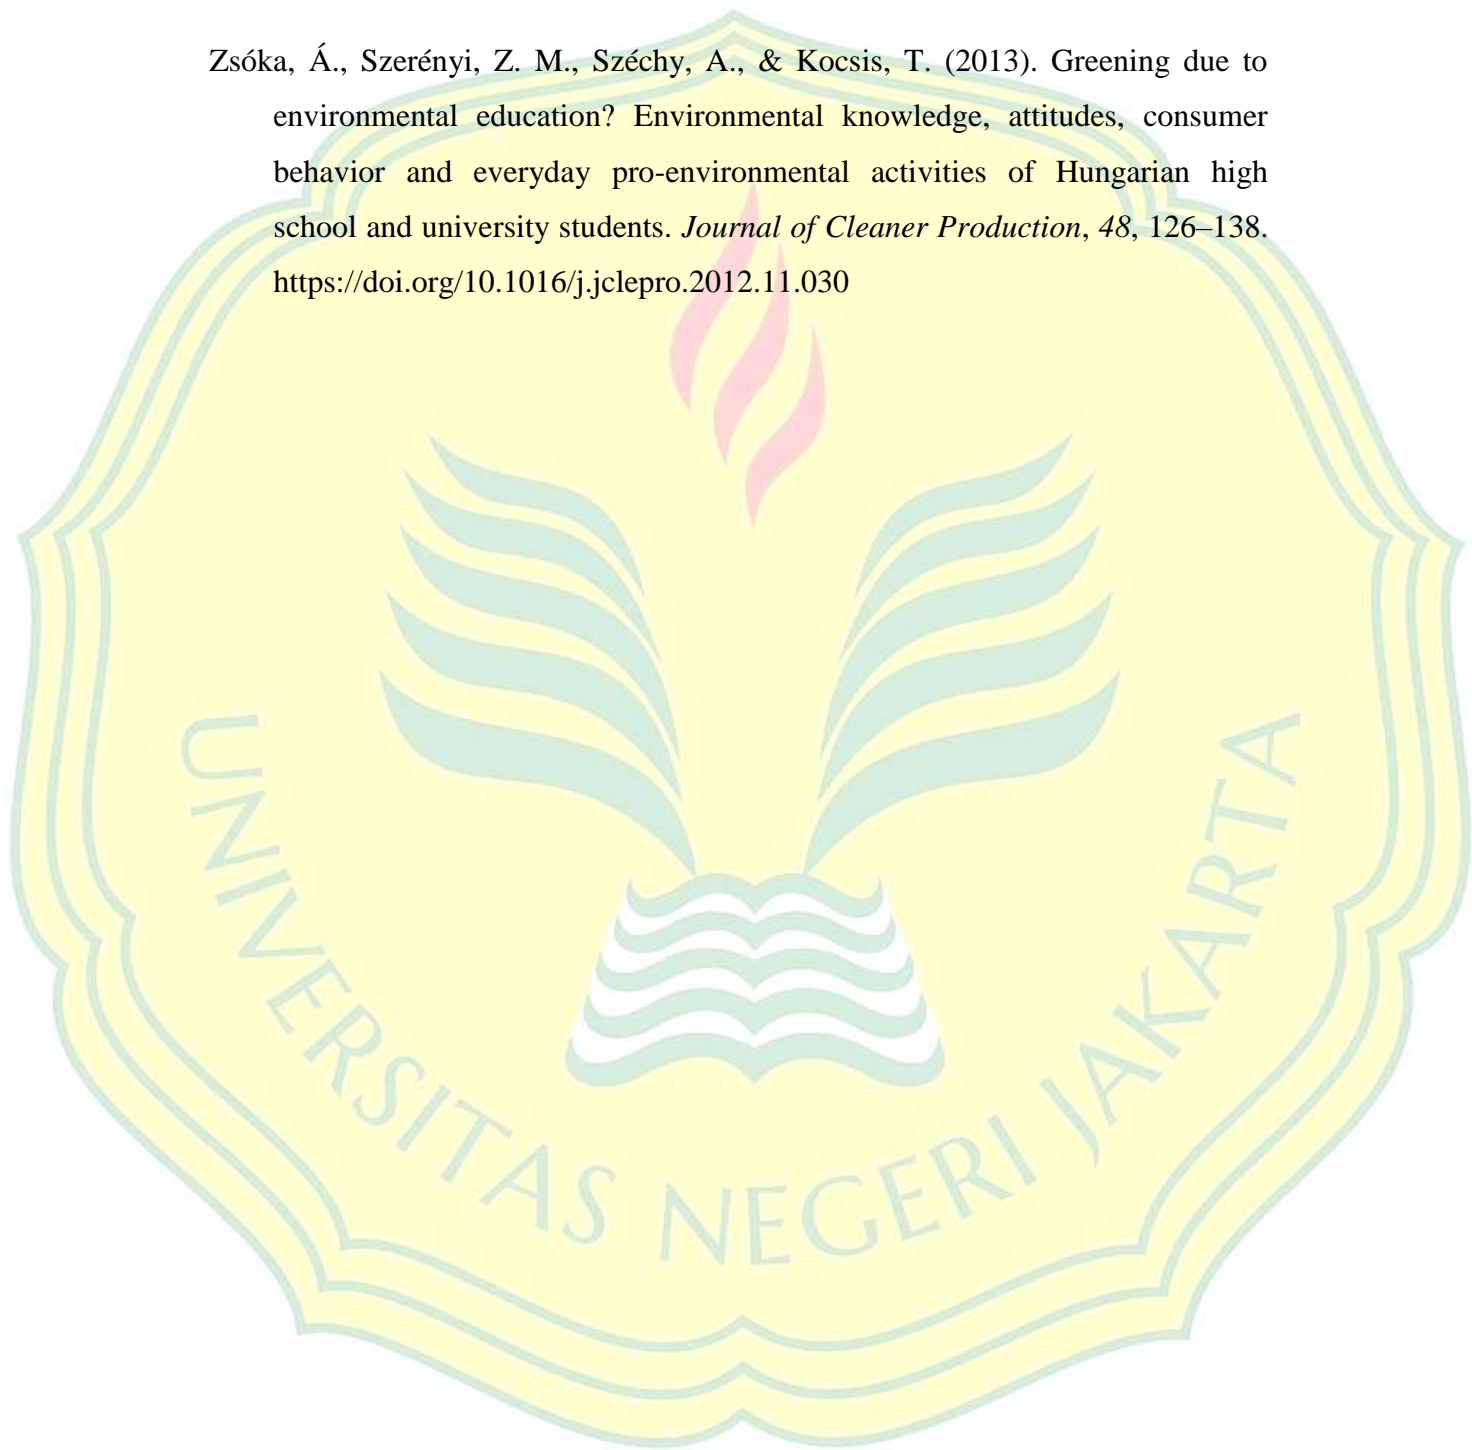 Zsóka, Á., Szerényi, Z. M., Széchy, A., & Kocsis, T. (2013). Greening due to
environmental education? Environmental knowledge, attitudes, consumer
behavior and everyday pro-environmental activities of Hungarian high
school and university students. Journal of Cleaner Production, 48, 126–138.
https://doi.org/10.1016/j.jclepro.2012.11.030
UNIVERSITAS NEGERI JAKARTA